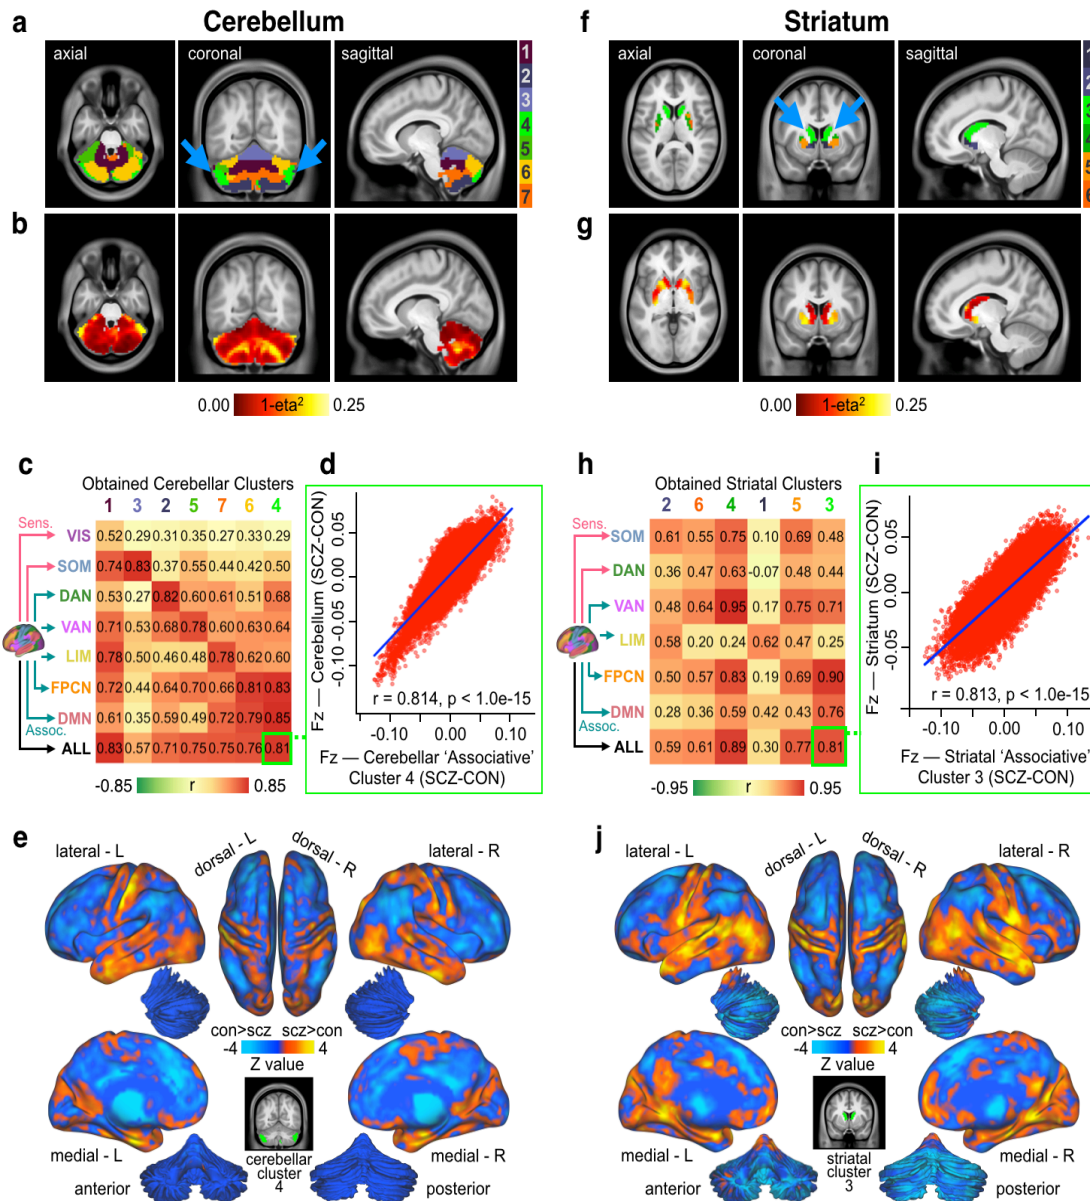 a Cerebellum
axial coronal sagittal
1
2
3
4
5
6
7
b
0.00 1-eta² 0.25
c
Obtained Cerebellar Clusters
1 3 2 5 7 6 4
Sens.
VIS 0.52 0.29 0.31 0.35 0.27 0.33 0.29
SOM 0.74 0.83 0.37 0.55 0.44 0.42 0.50
DAN 0.53 0.27 0.82 0.60 0.61 0.51 0.68
VAN 0.71 0.53 0.68 0.78 0.60 0.63 0.64
LIM 0.78 0.50 0.46 0.48 0.78 0.62 0.60
FPCN 0.72 0.44 0.64 0.70 0.66 0.81 0.83
DMN 0.61 0.35 0.59 0.49 0.72 0.79 0.85
Assoc.
ALL 0.83 0.57 0.71 0.75 0.75 0.76 0.81
-0.85 r 0.85
d
Fz — Cerebellum (SCZ-CON)
0.05
0.00
-0.05
-0.10
r = 0.814, p < 1.0e-15
-0.10 0.00 0.10
Fz — Cerebellar ‘Associative’
Cluster 4 (SCZ-CON)
e
lateral - L
dorsal - L
dorsal - R
lateral - R
con>scz scz>con
-4 4
Z value
medial - L
cerebellar
cluster
4
medial - R
anterior
posterior
f Striatum
axial coronal sagittal
1
2
3
4
5
6
g
0.00 1-eta² 0.25
h
Obtained Striatal Clusters
2 6 4 1 5 3
Sens.
SOM 0.61 0.55 0.75 0.10 0.69 0.48
DAN 0.36 0.47 0.63 -0.07 0.48 0.44
VAN 0.48 0.64 0.95 0.17 0.75 0.71
LIM 0.58 0.20 0.24 0.62 0.47 0.25
FPCN 0.50 0.57 0.83 0.19 0.69 0.90
DMN 0.28 0.36 0.59 0.42 0.43 0.76
Assoc.
ALL 0.59 0.61 0.89 0.30 0.77 0.81
-0.95 r 0.95
i
Fz — Striatum (SCZ-CON)
0.05
0.00
-0.05
r = 0.813, p < 1.0e-15
-0.10 0.00 0.10
Fz — Striatal ‘Associative’
Cluster 3 (SCZ-CON)
j
lateral - L
dorsal - L
dorsal - R
lateral - R
con>scz scz>con
-4 4
Z value
medial - L
striatal
cluster
3
medial - R
anterior
posterior